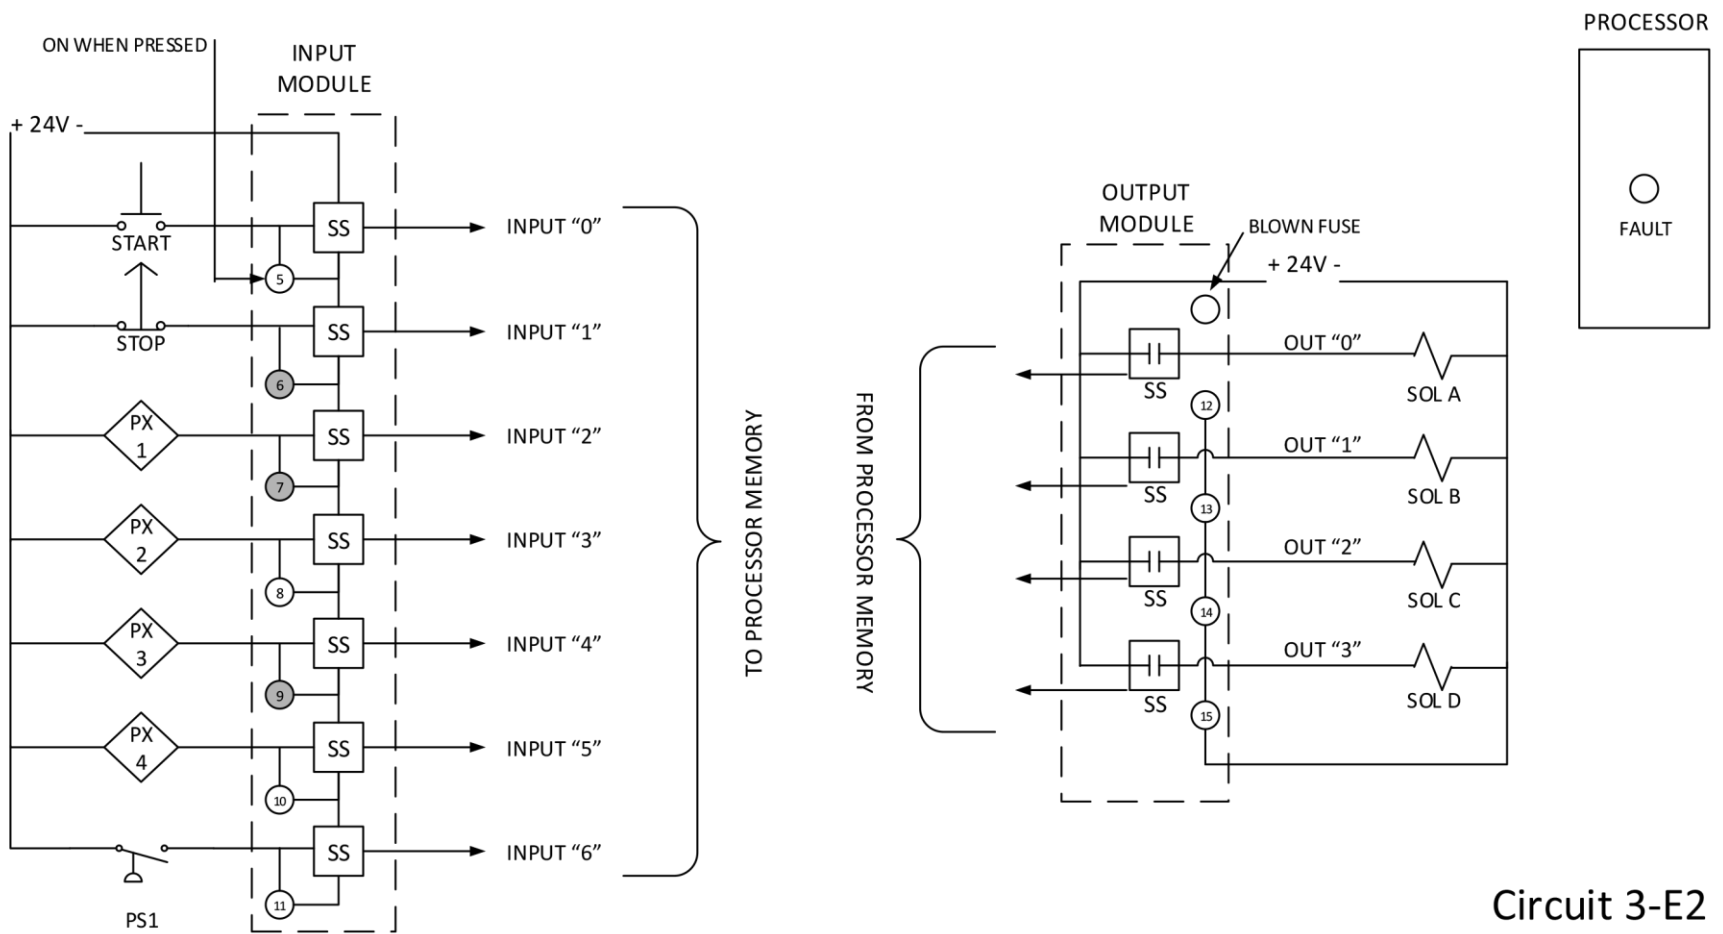 PROCESSOR
FAULT
ON WHEN PRESSED
INPUT
MODULE
+ 24V -
START
SS
INPUT “0”
5
STOP
SS
INPUT “1”
6
PX
1
SS
INPUT “2”
7
PX
2
SS
INPUT “3”
8
PX
3
SS
INPUT “4”
9
PX
4
SS
INPUT “5”
10
PS1
SS
INPUT “6”
11
TO PROCESSOR MEMORY
FROM PROCESSOR MEMORY
OUTPUT
MODULE
BLOWN FUSE
+ 24V -
OUT “0”
SS
SOL A
12
OUT “1”
SS
SOL B
13
OUT “2”
SS
SOL C
14
OUT “3”
SS
SOL D
15
Circuit 3-E2